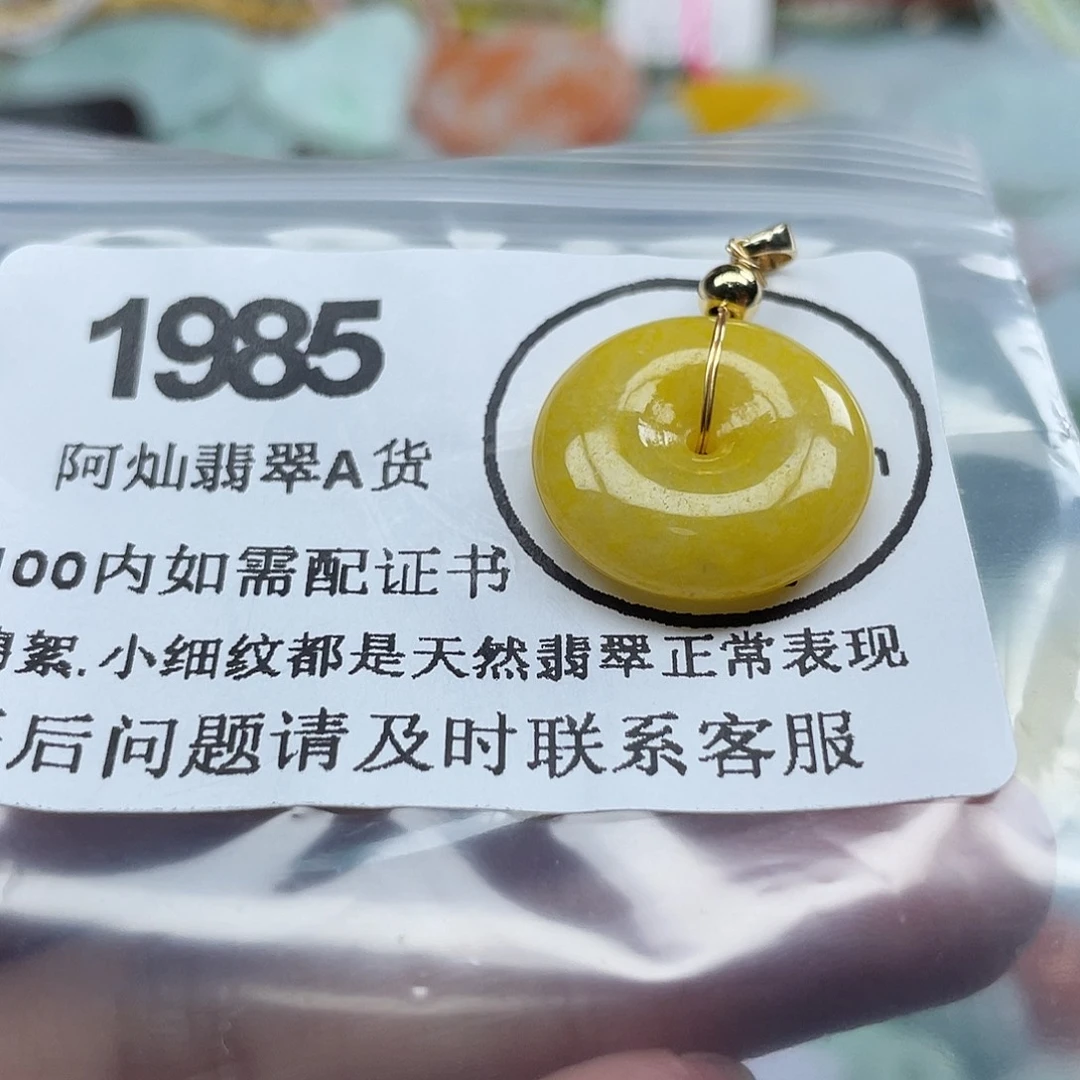 1985
阿灿翡翠A货
100内如需配证书
絮.小细纹都是天然翡翠正常表现
后问题请及时联系客服